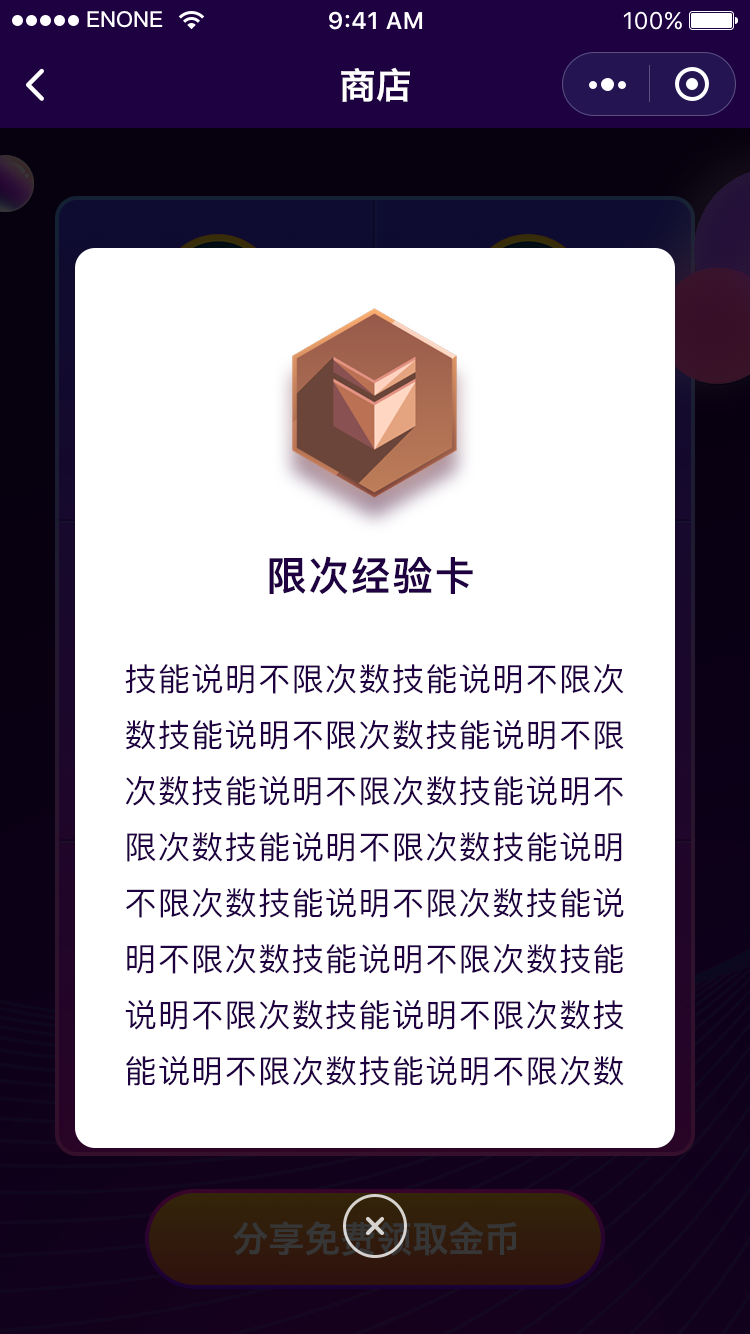 ENONE
9:41 AM
100%
商店
限次经验卡
技能说明不限次数技能说明不限次
数技能说明不限次数技能说明不限
次数技能说明不限次数技能说明不
限次数技能说明不限次数技能说明
不限次数技能说明不限次数技能说
明不限次数技能说明不限次数技能
说明不限次数技能说明不限次数技
能说明不限次数技能说明不限次数
分享免费领取金币